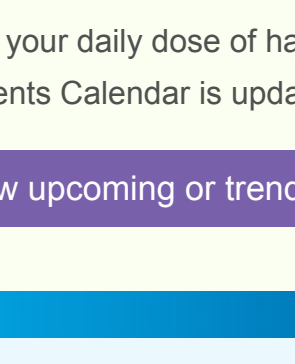 your daily dose of ha
ents Calendar is upda
w upcoming or trend